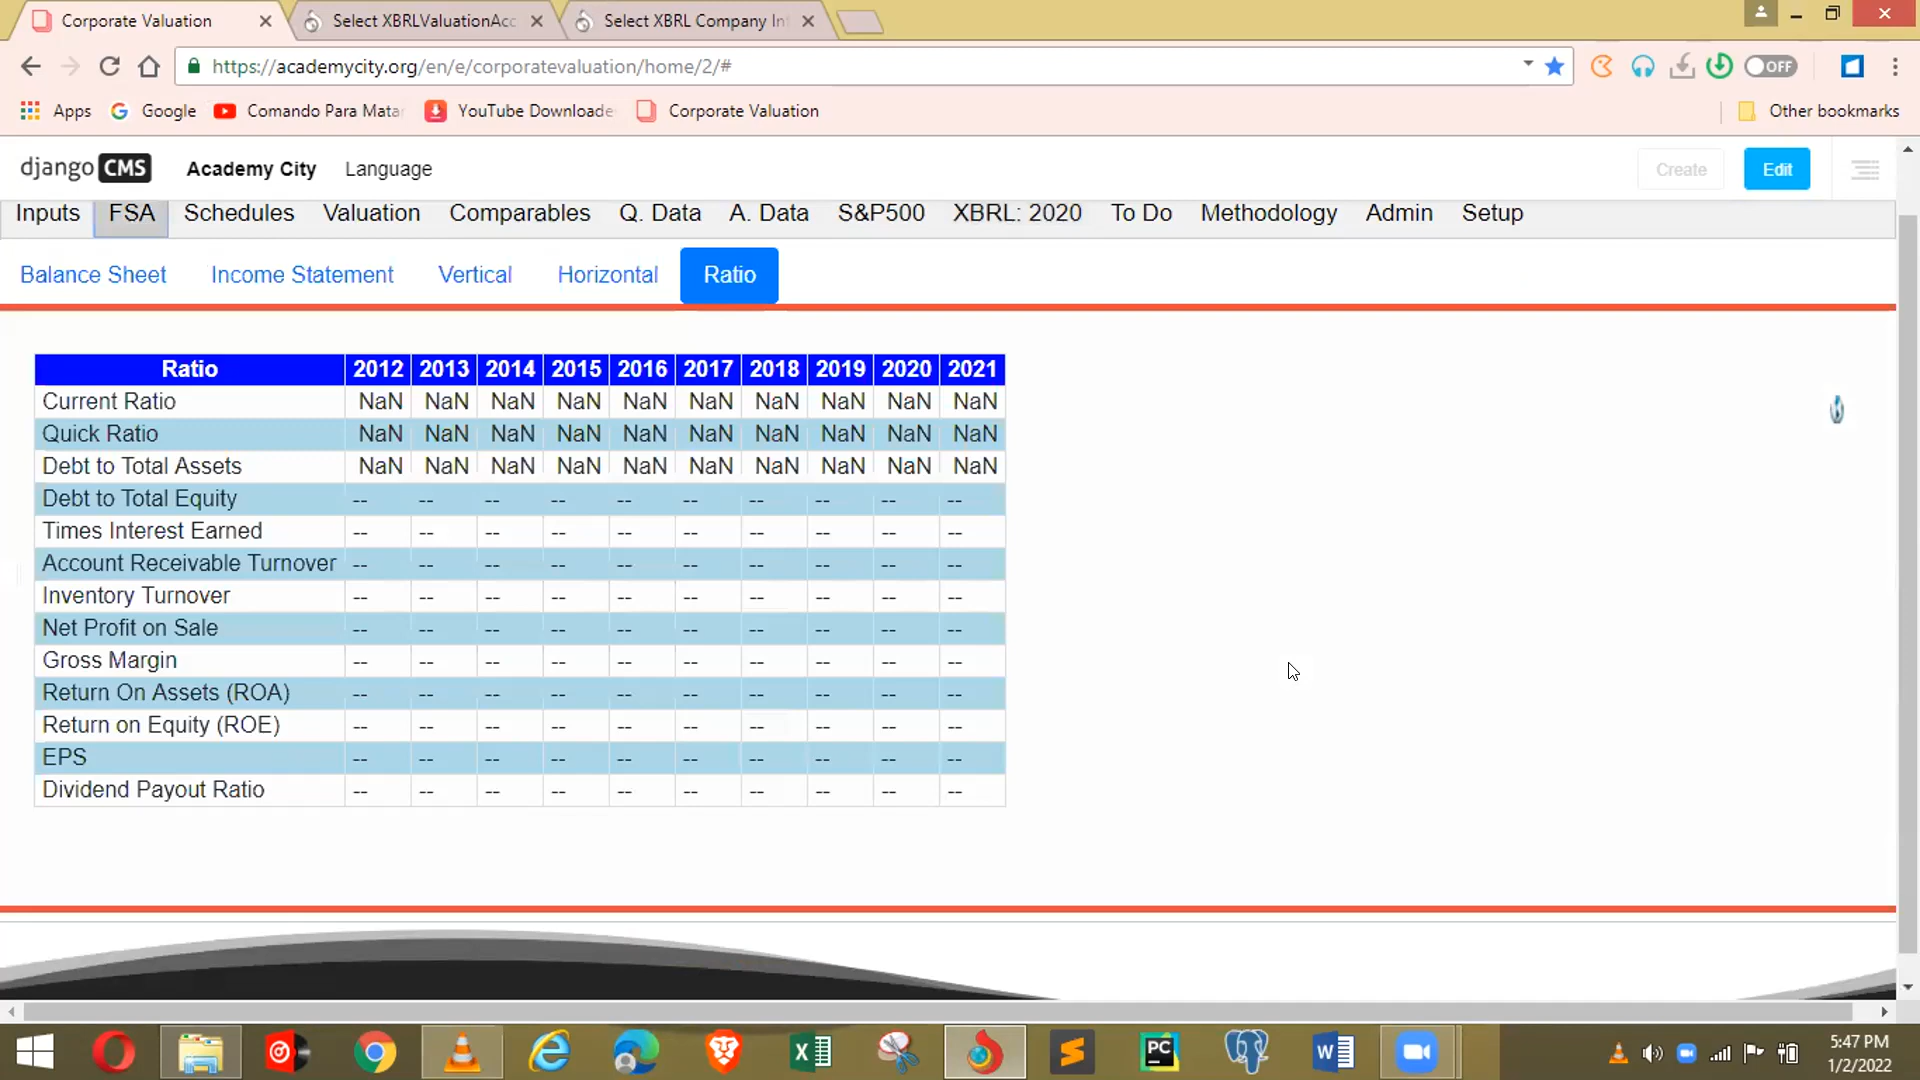 Corporate Valuation
Select XBRLValuationAcc
Select XBRL Company In
https://academycity.org/en/e/corporatevaluation/home/2/#
OFF
Apps
Google
Comando Para Matar
YouTube Downloade
Corporate Valuation
Other bookmarks
django CMS
Academy City
Language
Create
Edit
Inputs FSA Schedules Valuation Comparables Q. Data A. Data S&P500 XBRL: 2020 To Do Methodology Admin Setup
Balance Sheet Income Statement Vertical Horizontal Ratio
Ratio 2012 2013 2014 2015 2016 2017 2018 2019 2020 2021
Current Ratio NaN NaN NaN NaN NaN NaN NaN NaN NaN NaN
Quick Ratio NaN NaN NaN NaN NaN NaN NaN NaN NaN NaN
Debt to Total Assets NaN NaN NaN NaN NaN NaN NaN NaN NaN NaN
Debt to Total Equity -- -- -- -- -- -- -- -- -- --
Times Interest Earned -- -- -- -- -- -- -- -- -- --
Account Receivable Turnover -- -- -- -- -- -- -- -- -- --
Inventory Turnover -- -- -- -- -- -- -- -- -- --
Net Profit on Sale -- -- -- -- -- -- -- -- -- --
Gross Margin -- -- -- -- -- -- -- -- -- --
Return On Assets (ROA) -- -- -- -- -- -- -- -- -- --
Return on Equity (ROE) -- -- -- -- -- -- -- -- -- --
EPS -- -- -- -- -- -- -- -- -- --
Dividend Payout Ratio -- -- -- -- -- -- -- -- -- --
PC
5:47 PM
1/2/2022